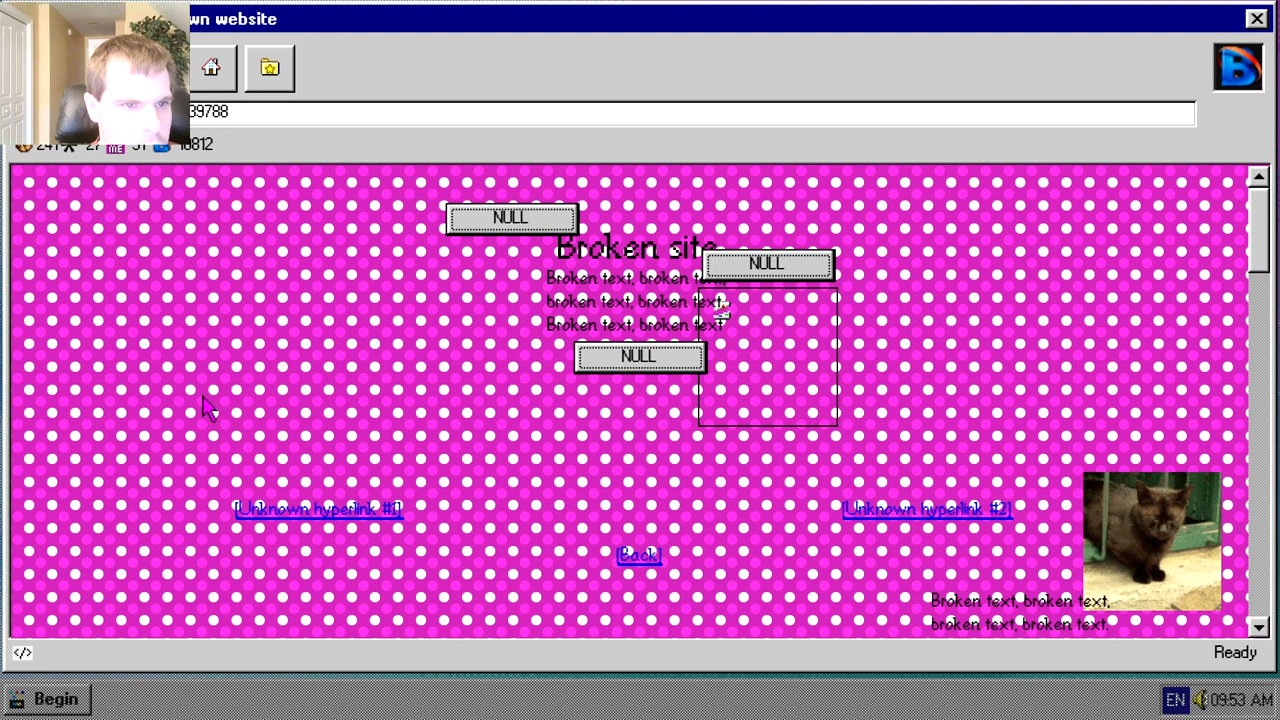 wn website
39788
241 27 51 18812
NULL
Broken site
NULL
Broken text, broken text,
broken text, broken text.
Broken text, broken text
NULL
[Unknown hyperlink #1]
[Unknown hyperlink #2]
[Back]
Broken text, broken text,
broken text, broken text.
</> Ready
Begin
EN 09:53 AM